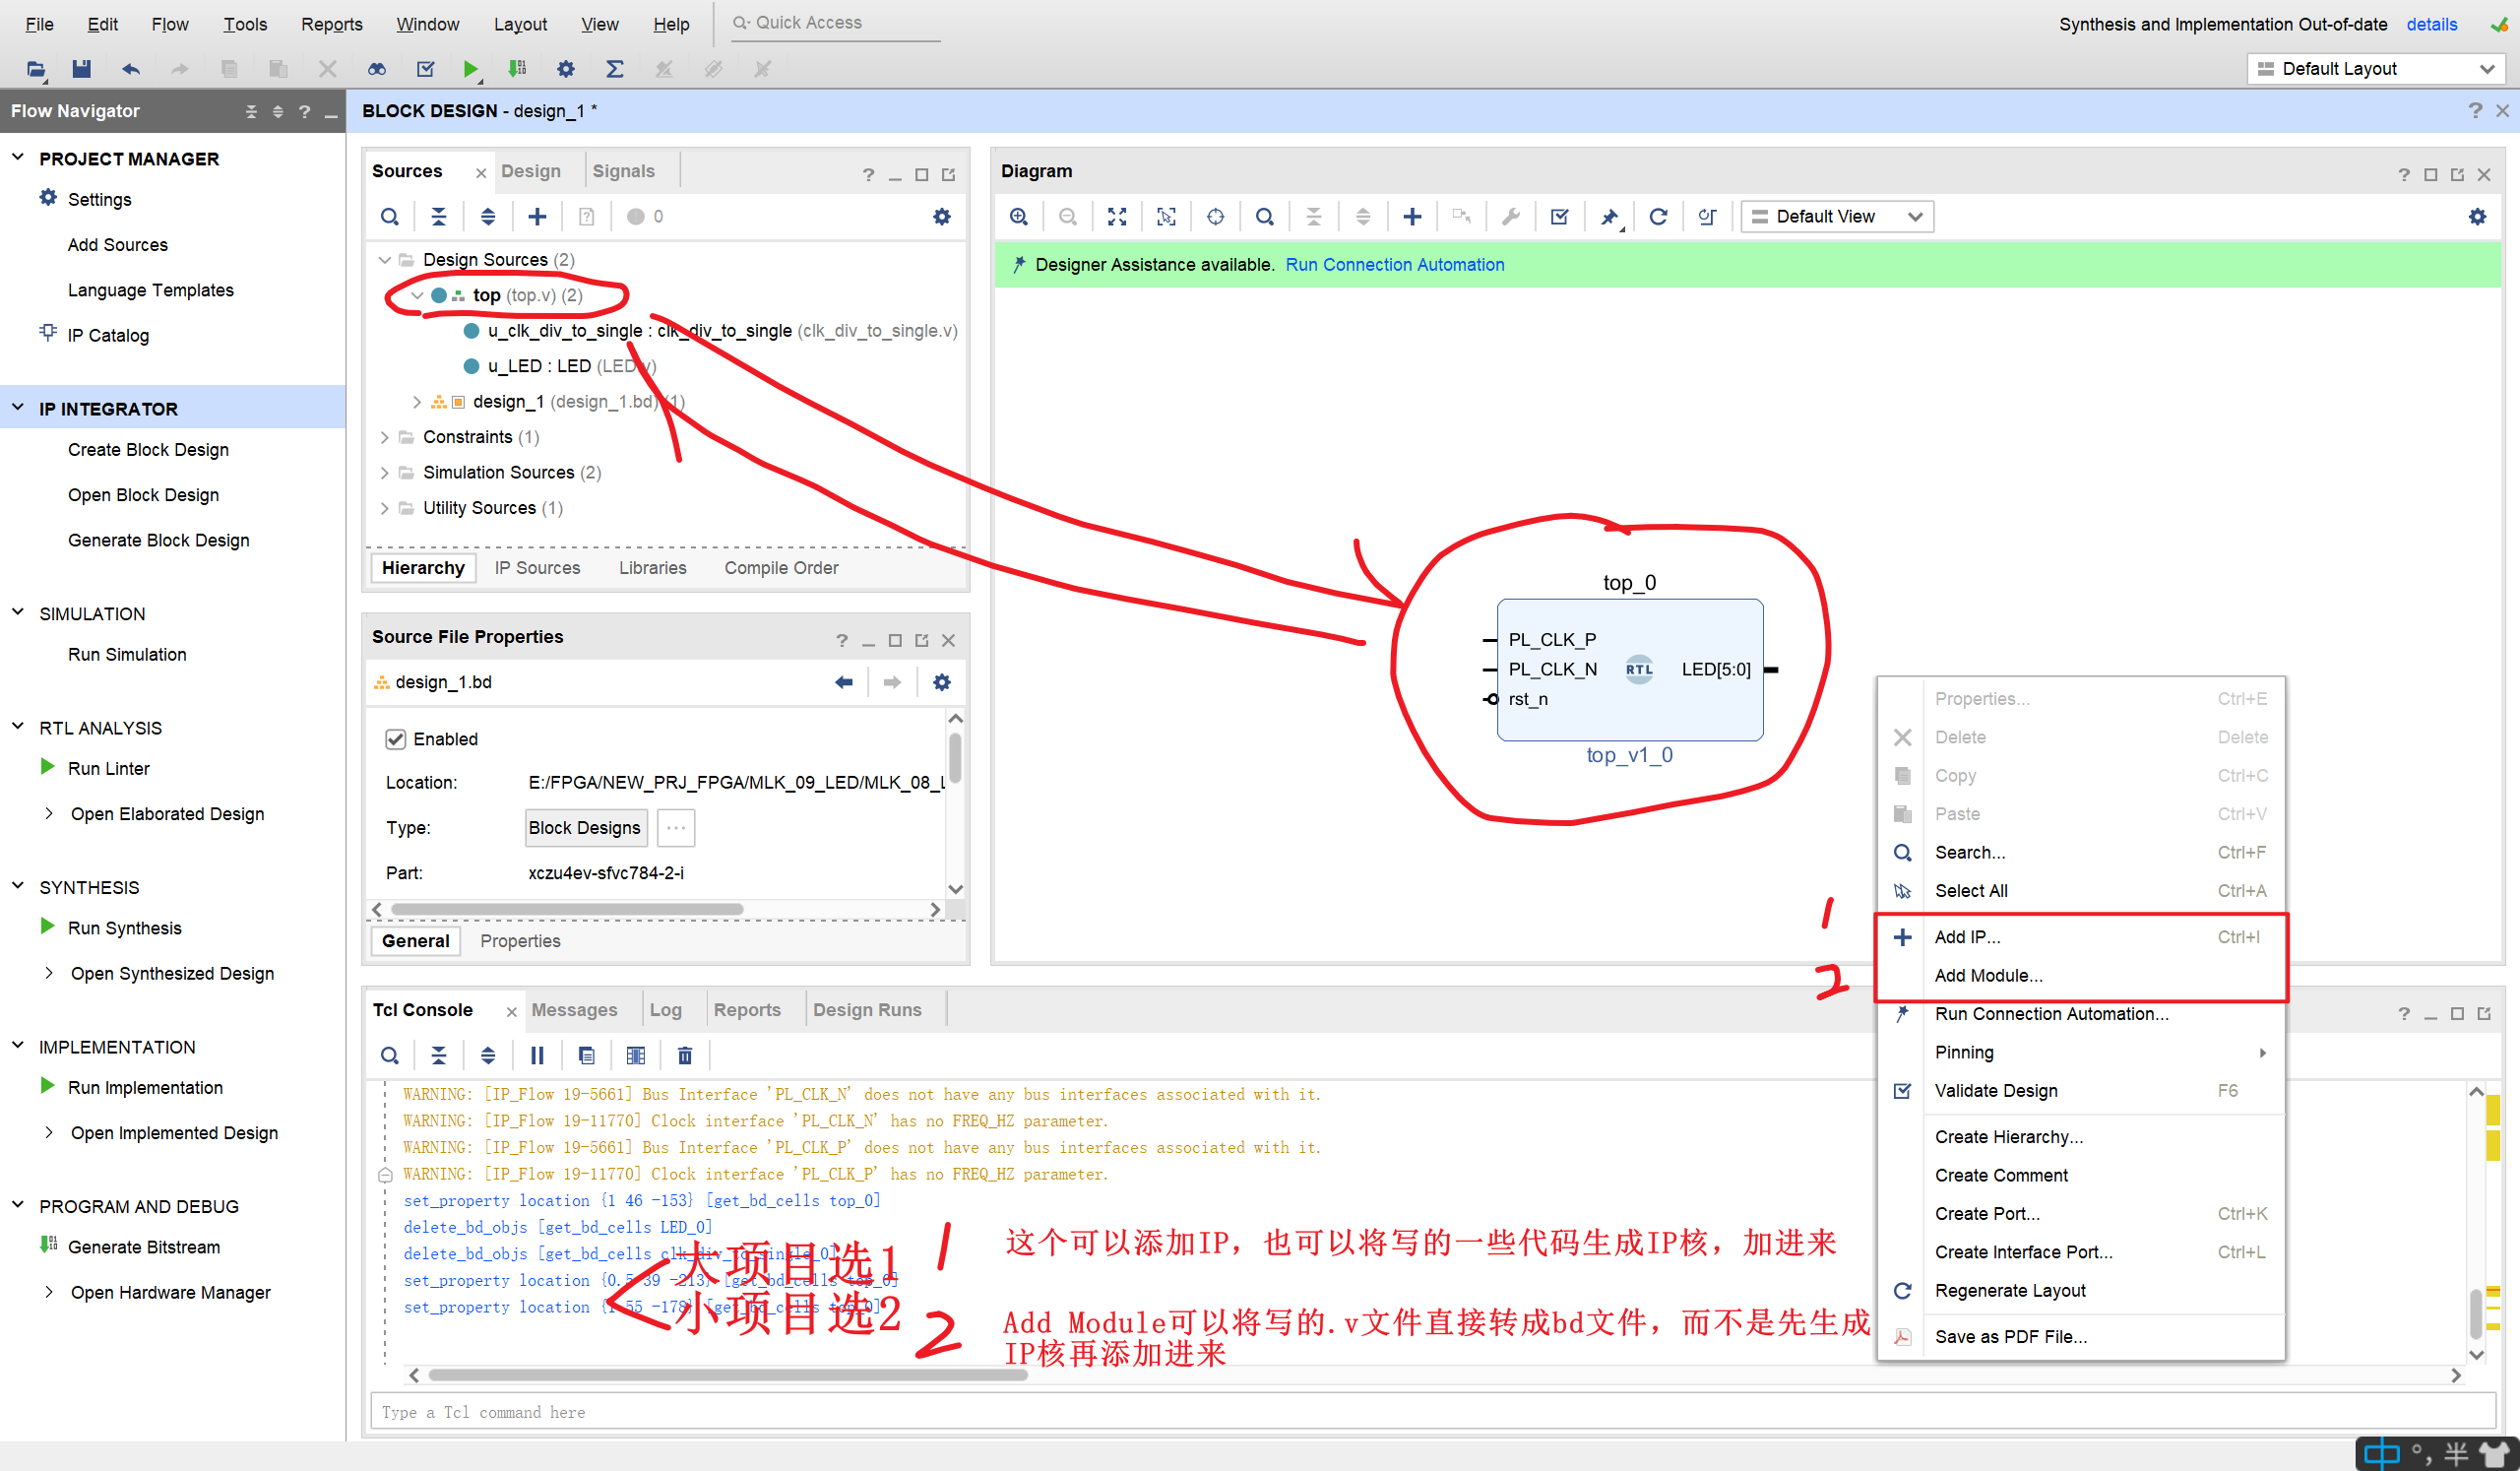 File Edit Flow Tools Reports Window Layout View Help Quick Access Synthesis and Implementation Out-of-date details
Default Layout
Flow Navigator
BLOCK DESIGN - design_1 *
PROJECT MANAGER
Settings
Add Sources
Language Templates
IP Catalog
IP INTEGRATOR
Create Block Design
Open Block Design
Generate Block Design
SIMULATION
Run Simulation
RTL ANALYSIS
Run Linter
Open Elaborated Design
SYNTHESIS
Run Synthesis
Open Synthesized Design
IMPLEMENTATION
Run Implementation
Open Implemented Design
PROGRAM AND DEBUG
Generate Bitstream
Open Hardware Manager
Sources Design Signals
0
Design Sources (2)
top (top.v) (2)
u_clk_div_to_single : clk_div_to_single (clk_div_to_single.v)
u_LED : LED (LED.v)
design_1 (design_1.bd) (1)
Constraints (1)
Simulation Sources (2)
Utility Sources (1)
Hierarchy IP Sources Libraries Compile Order
Source File Properties
design_1.bd
Enabled
Location: E:/FPGA/NEW_PRJ_FPGA/MLK_09_LED/MLK_08_L
Type: Block Designs ...
Part: xczu4ev-sfvc784-2-i
General Properties
Diagram
Default View
Designer Assistance available. Run Connection Automation
top_0
PL_CLK_P
PL_CLK_N RTL LED[5:0]
rst_n
top_v1_0
Properties... Ctrl+E
Delete Delete
Copy Ctrl+C
Paste Ctrl+V
Search... Ctrl+F
Select All Ctrl+A
1 Add IP... Ctrl+I
2 Add Module...
Run Connection Automation...
Pinning
Validate Design F6
Create Hierarchy...
Create Comment
Create Port... Ctrl+K
Create Interface Port... Ctrl+L
Regenerate Layout
Save as PDF File...
Tcl Console Messages Log Reports Design Runs
WARNING: [IP_Flow 19-5661] Bus Interface 'PL_CLK_N' does not have any bus interfaces associated with it.
WARNING: [IP_Flow 19-11770] Clock interface 'PL_CLK_N' has no FREQ_HZ parameter.
WARNING: [IP_Flow 19-5661] Bus Interface 'PL_CLK_P' does not have any bus interfaces associated with it.
WARNING: [IP_Flow 19-11770] Clock interface 'PL_CLK_P' has no FREQ_HZ parameter.
set_property location {1 46 -153} [get_bd_cells top_0]
delete_bd_objs [get_bd_cells LED_0]
delete_bd_objs [get_bd_cells clk_div_to_single_0]
set_property location {0.5 39 -213} [get_bd_cells top_0]
set_property location {1 55 -178} [get_bd_cells top_0]
大项目选1
小项目选2
1 这个可以添加IP，也可以将写的一些代码生成IP核，加进来
2 Add Module可以将写的.v文件直接转成bd文件，而不是先生成
IP核再添加进来
Type a Tcl command here
中 °, 半